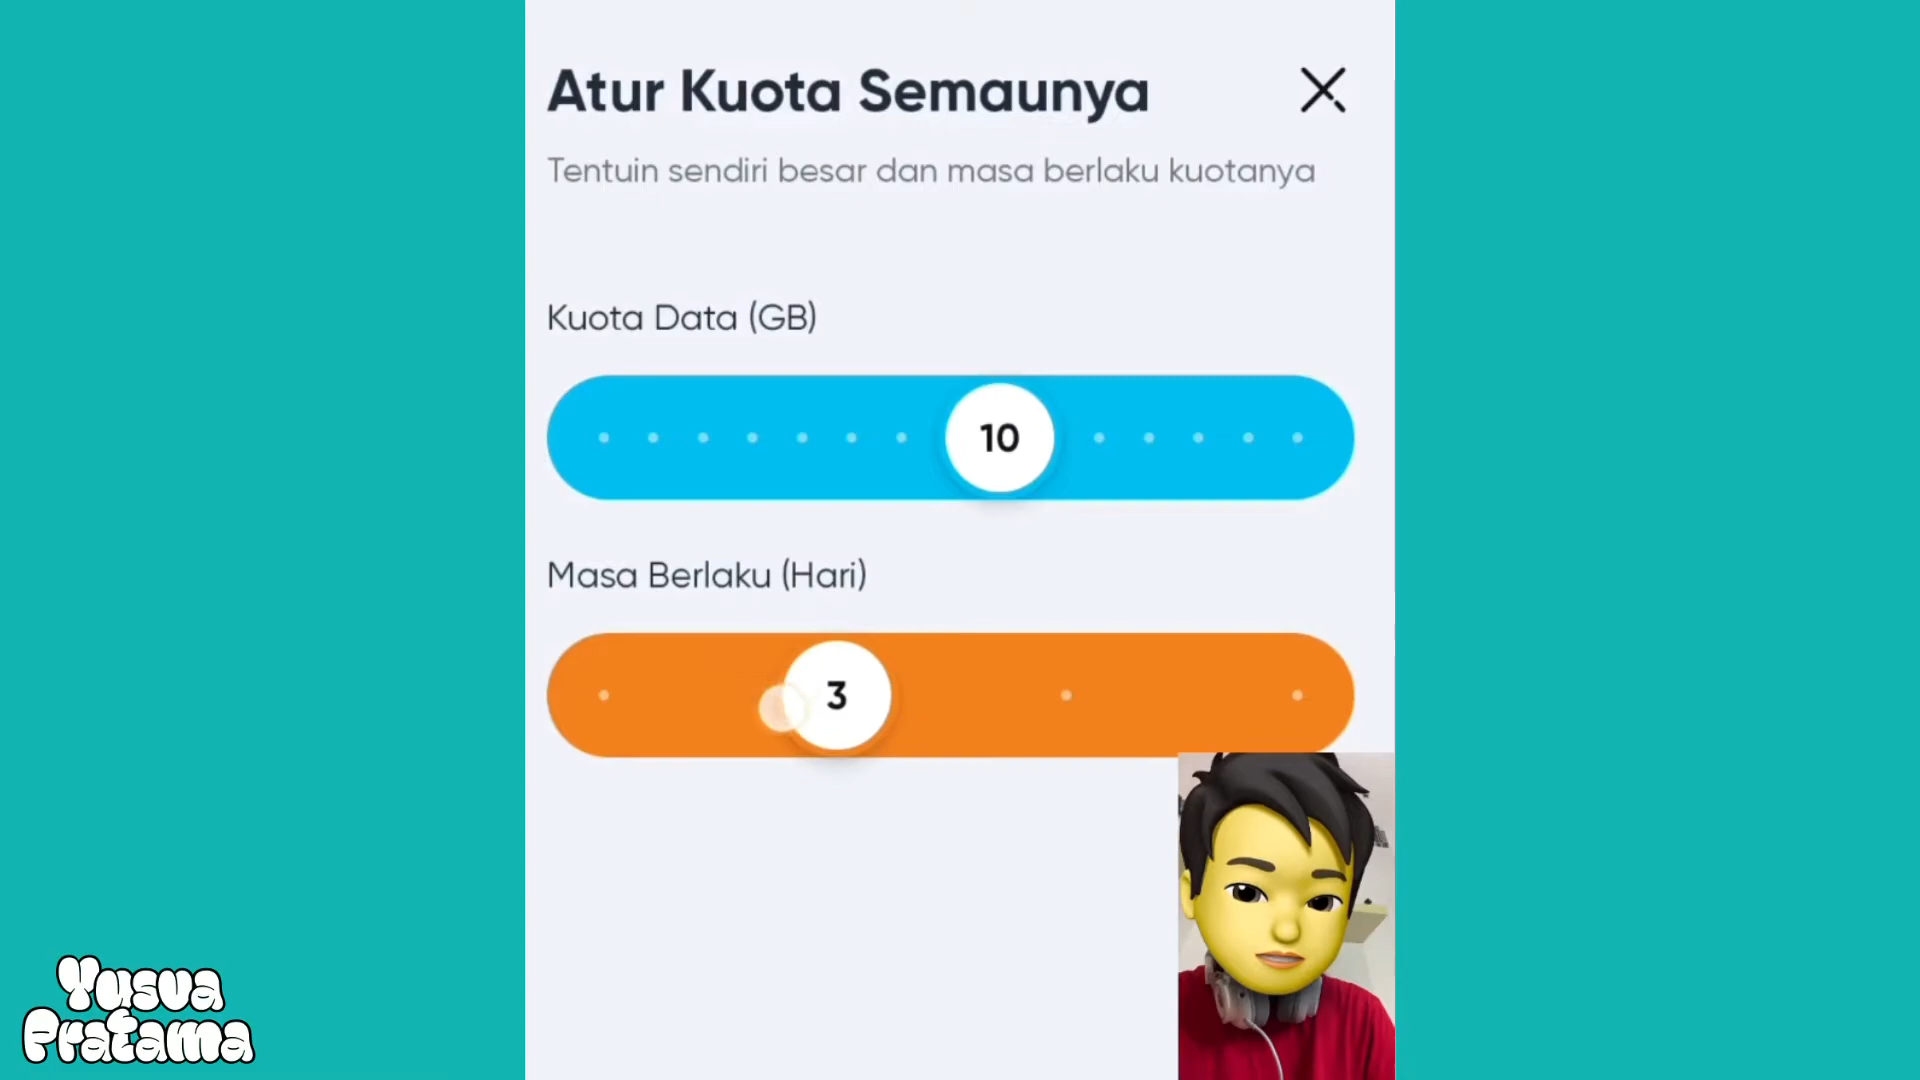 Atur Kuota Semaunya
Tentuin sendiri besar dan masa berlaku kuotanya
Kuota Data (GB)
10
Masa Berlaku (Hari)
3
Yusva
Pratama